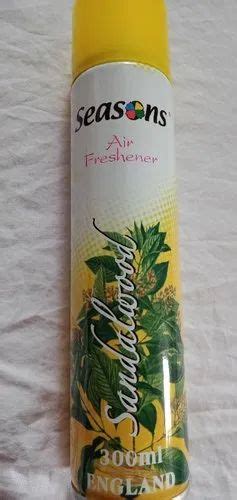 Seasons
Air
Freshener
Sandalwood
300ml
ENGLAND